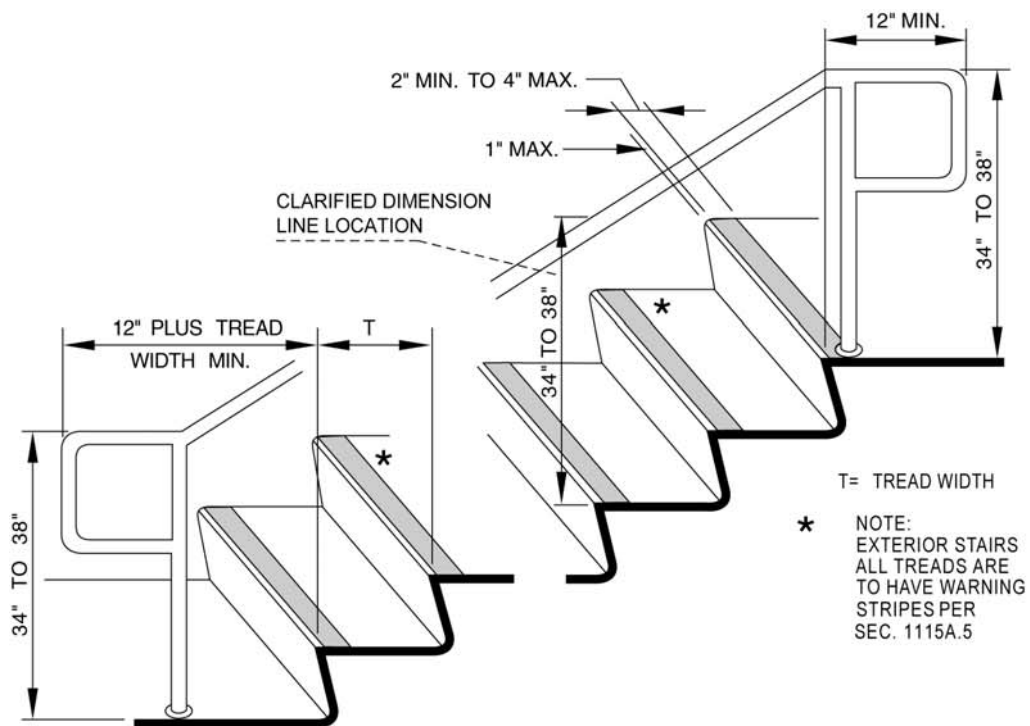 12" MIN.
2" MIN. TO 4" MAX.
1" MAX.
CLARIFIED DIMENSION
LINE LOCATION
34" TO 38"
34" TO 38"
12" PLUS TREAD
WIDTH MIN.
T
*
*
34" TO 38"
T= TREAD WIDTH
* NOTE:
EXTERIOR STAIRS
ALL TREADS ARE
TO HAVE WARNING
STRIPES PER
SEC. 1115A.5